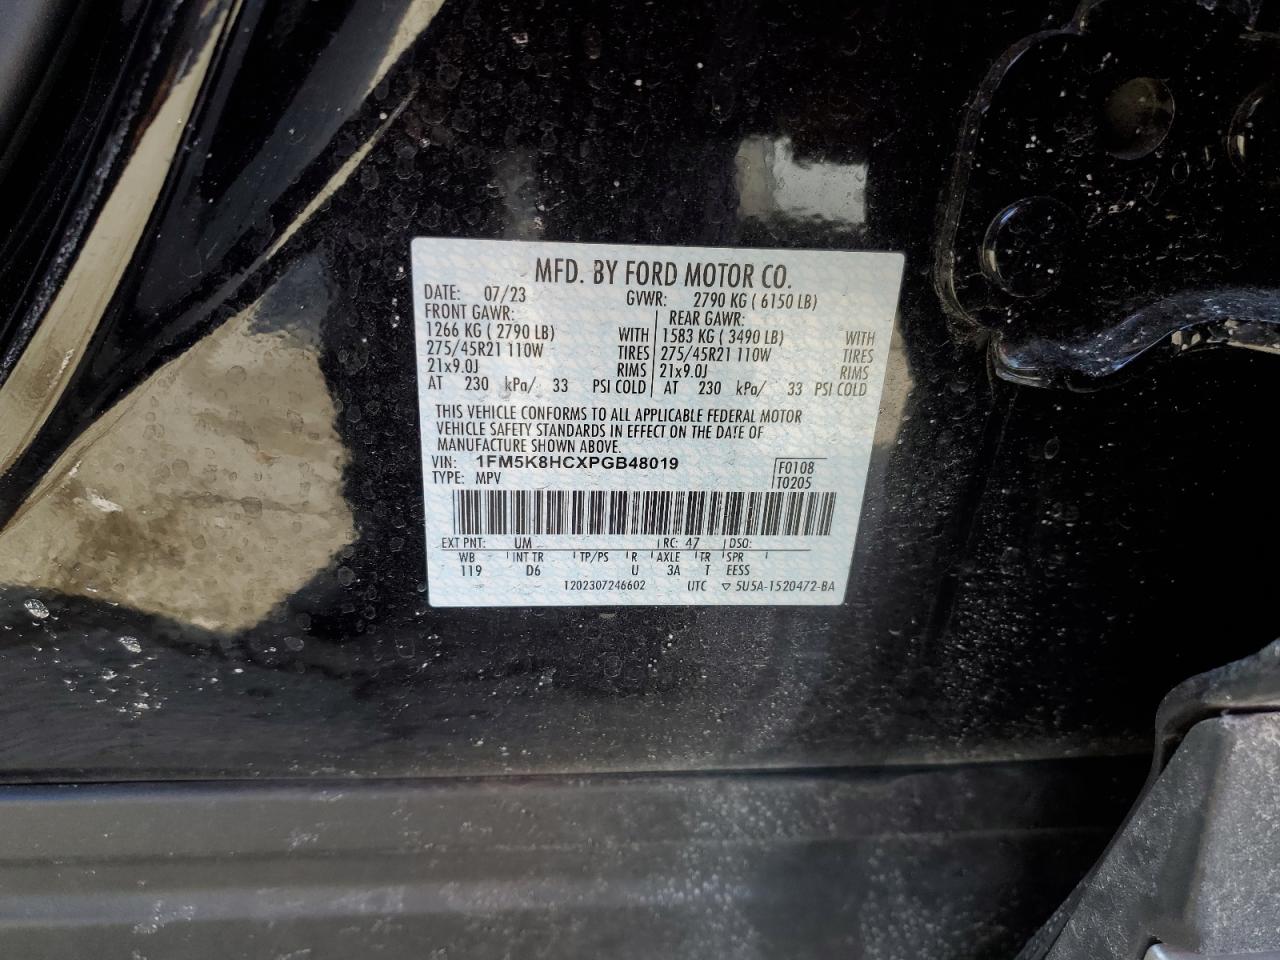 MFD. BY FORD MOTOR CO.
DATE: 07/23 GVWR: 2790 KG ( 6150 LB)
FRONT GAWR: REAR GAWR:
1266 KG ( 2790 LB) WITH 1583 KG ( 3490 LB) WITH
275/45R21 110W TIRES 275/45R21 110W TIRES
21x9.0J RIMS 21x9.0J RIMS
AT 230 kPa/ 33 PSI COLD AT 230 kPa/ 33 PSI COLD
THIS VEHICLE CONFORMS TO ALL APPLICABLE FEDERAL MOTOR
VEHICLE SAFETY STANDARDS IN EFFECT ON THE DATE OF
MANUFACTURE SHOWN ABOVE.
VIN: 1FM5K8HCXPGB48019 F0108
TYPE: MPV T0205
EXT PNT: UM RC: 47 DSO:
WB INT TR TP/PS R AXLE TR SPR
119 D6 U 3A T EESS
1202307246602 UTC ▽ 5U5A-1520472-BA